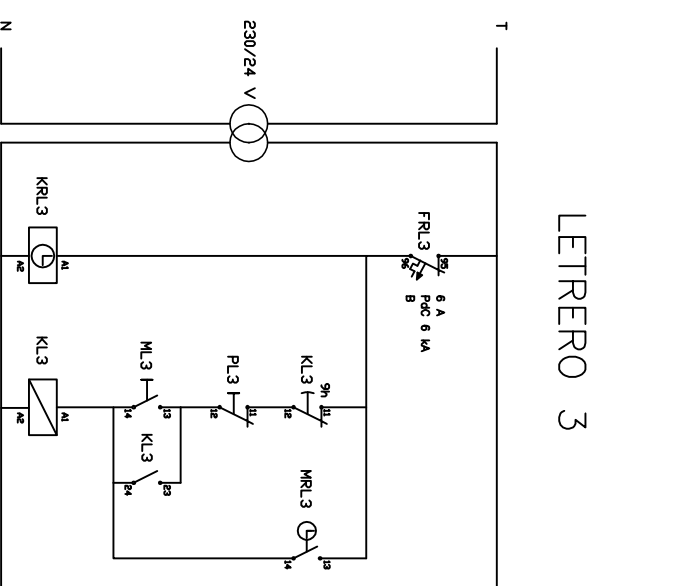 LETRERO 3
T
N
230/24 V
FRL3
95
96
6 A
PdC 6 kA
B
KRL3
A1
A2
KL3
9h
11
12
PL3
11
12
ML3
13
14
KL3
A1
A2
KL3
23
24
MRL3
13
14